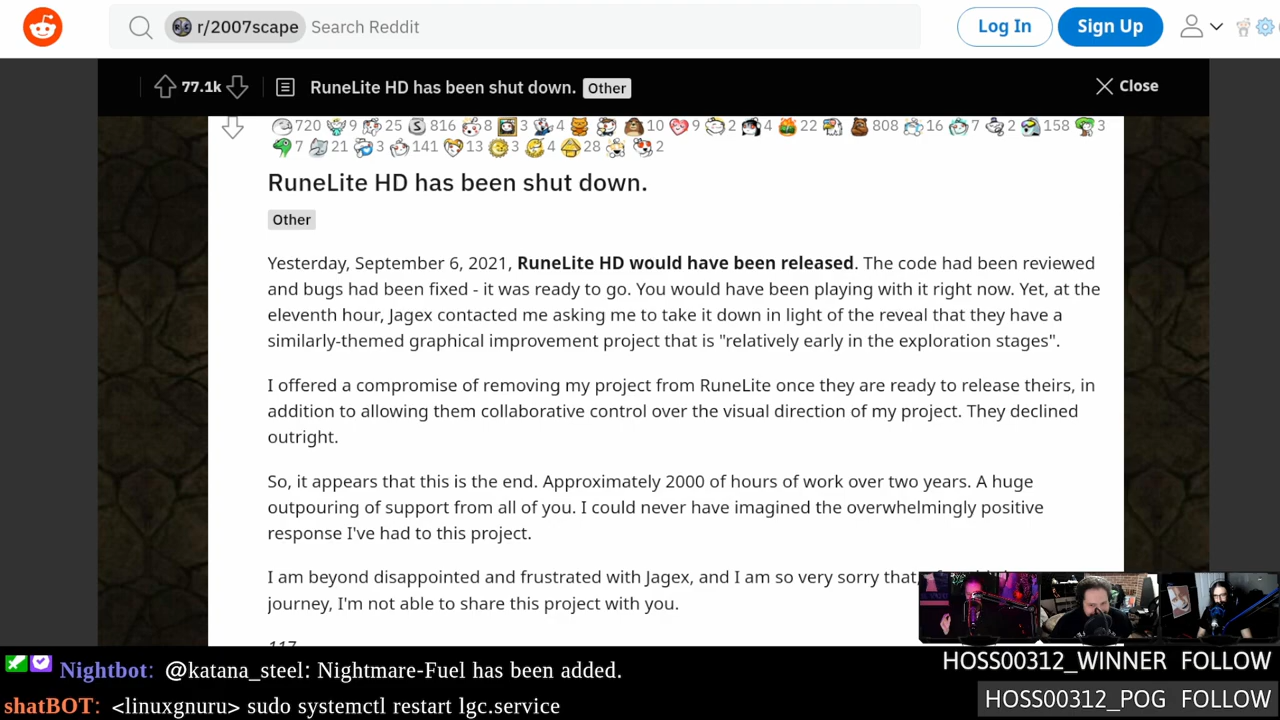 r/2007scape Search Reddit Log In Sign Up
77.1k RuneLite HD has been shut down. Other Close
720 9 25 816 8 3 4 10 9 2 4 22 808 16 7 2 158 3
7 21 3 141 13 3 4 28 2
RuneLite HD has been shut down.
Other
Yesterday, September 6, 2021, RuneLite HD would have been released. The code had been reviewed
and bugs had been fixed - it was ready to go. You would have been playing with it right now. Yet, at the
eleventh hour, Jagex contacted me asking me to take it down in light of the reveal that they have a
similarly-themed graphical improvement project that is "relatively early in the exploration stages".
I offered a compromise of removing my project from RuneLite once they are ready to release theirs, in
addition to allowing them collaborative control over the visual direction of my project. They declined
outright.
So, it appears that this is the end. Approximately 2000 of hours of work over two years. A huge
outpouring of support from all of you. I could never have imagined the overwhelmingly positive
response I've had to this project.
I am beyond disappointed and frustrated with Jagex, and I am so very sorry that,
journey, I'm not able to share this project with you.
HOSS00312_WINNER FOLLOW
Nightbot: @katana_steel: Nightmare-Fuel has been added.
HOSS00312_POG FOLLOW
shatBOT: <linuxgnuru> sudo systemctl restart lgc.service